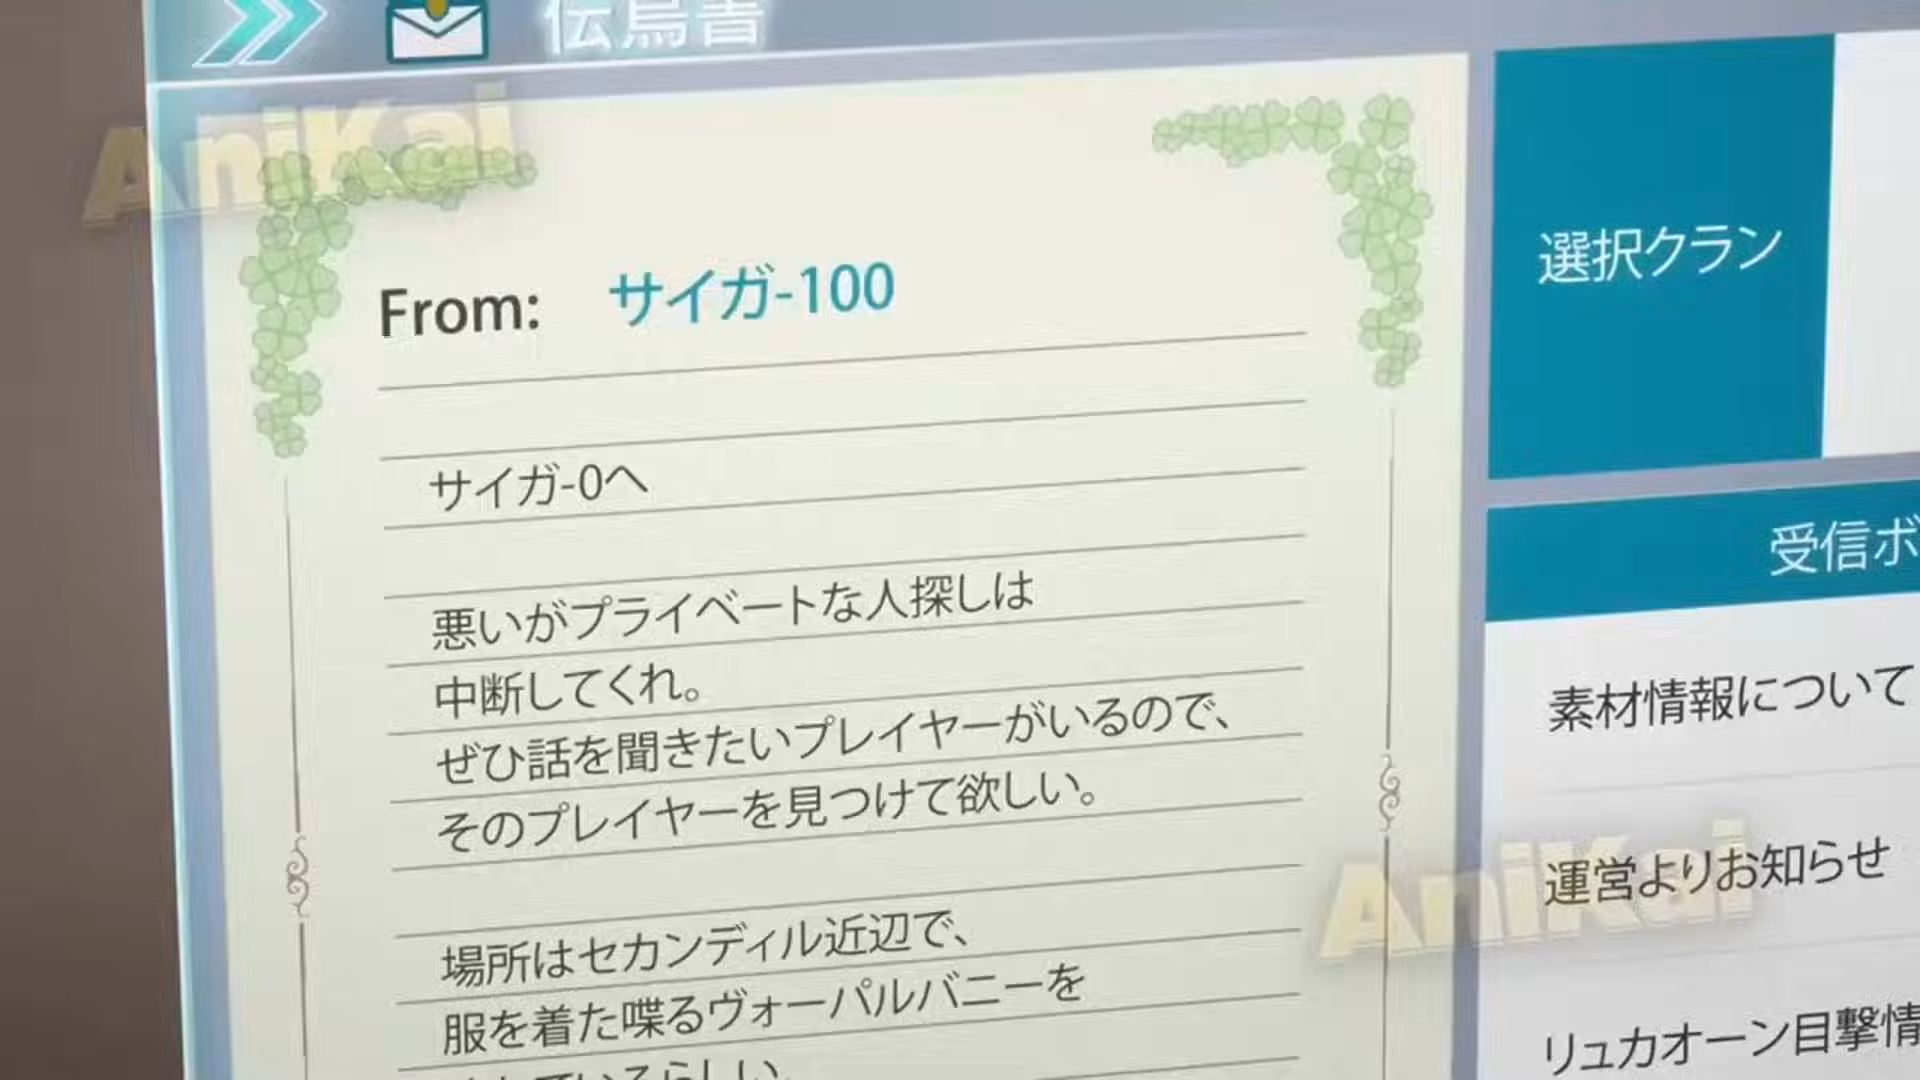 伝鳥書
AniKai
From: サイガ-100
サイガ-0へ
悪いがプライベートな人探しは
中断してくれ。
ぜひ話を聞きたいプレイヤーがいるので、
そのプレイヤーを見つけて欲しい。
場所はセカンディル近辺で、
服を着た喋るヴォーパルバニーを
選択クラン
受信ボ
素材情報について
運営よりお知らせ
AniKai
リュカオーン目撃情